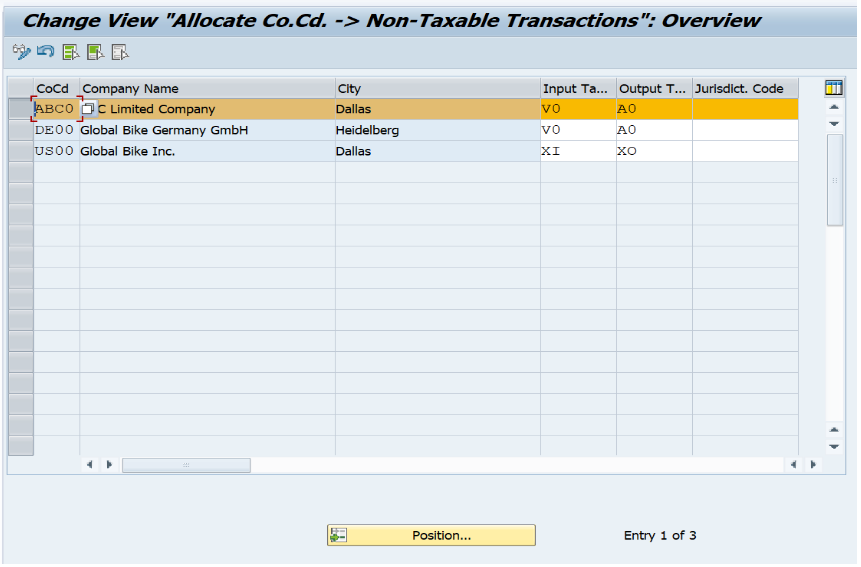 Change View "Allocate Co.Cd. -> Non-Taxable Transactions": Overview
CoCd Company Name City Input Ta... Output T... Jurisdict. Code
ABC0 C Limited Company Dallas V0 A0
DE00 Global Bike Germany GmbH Heidelberg V0 A0
US00 Global Bike Inc. Dallas XI XO
Position... Entry 1 of 3